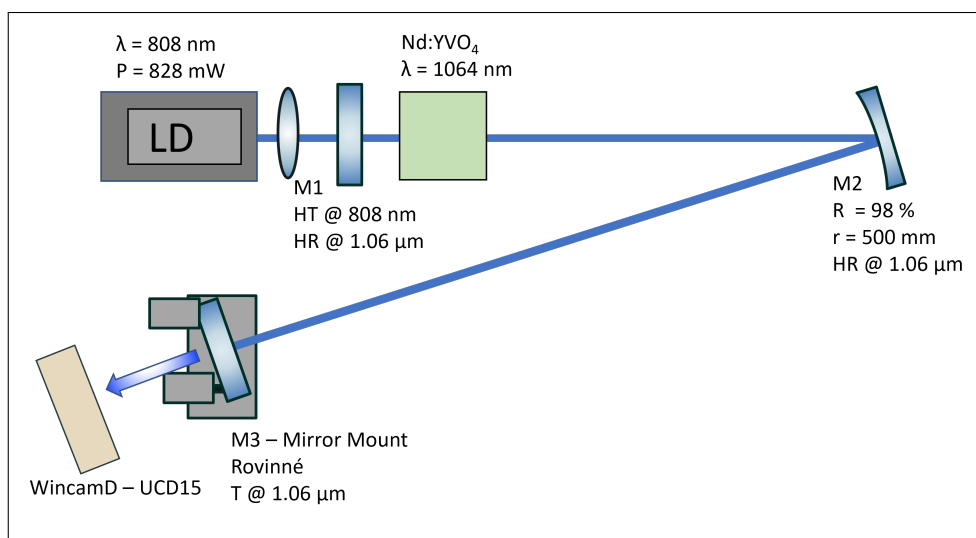 λ = 808 nm
P = 828 mW
LD
Nd:YVO₄
λ = 1064 nm
M1
HT @ 808 nm
HR @ 1.06 µm
M2
R  = 98 %
r = 500 mm
HR @ 1.06 µm
M3 – Mirror Mount
Rovinné
T @ 1.06 µm
WincamD – UCD15